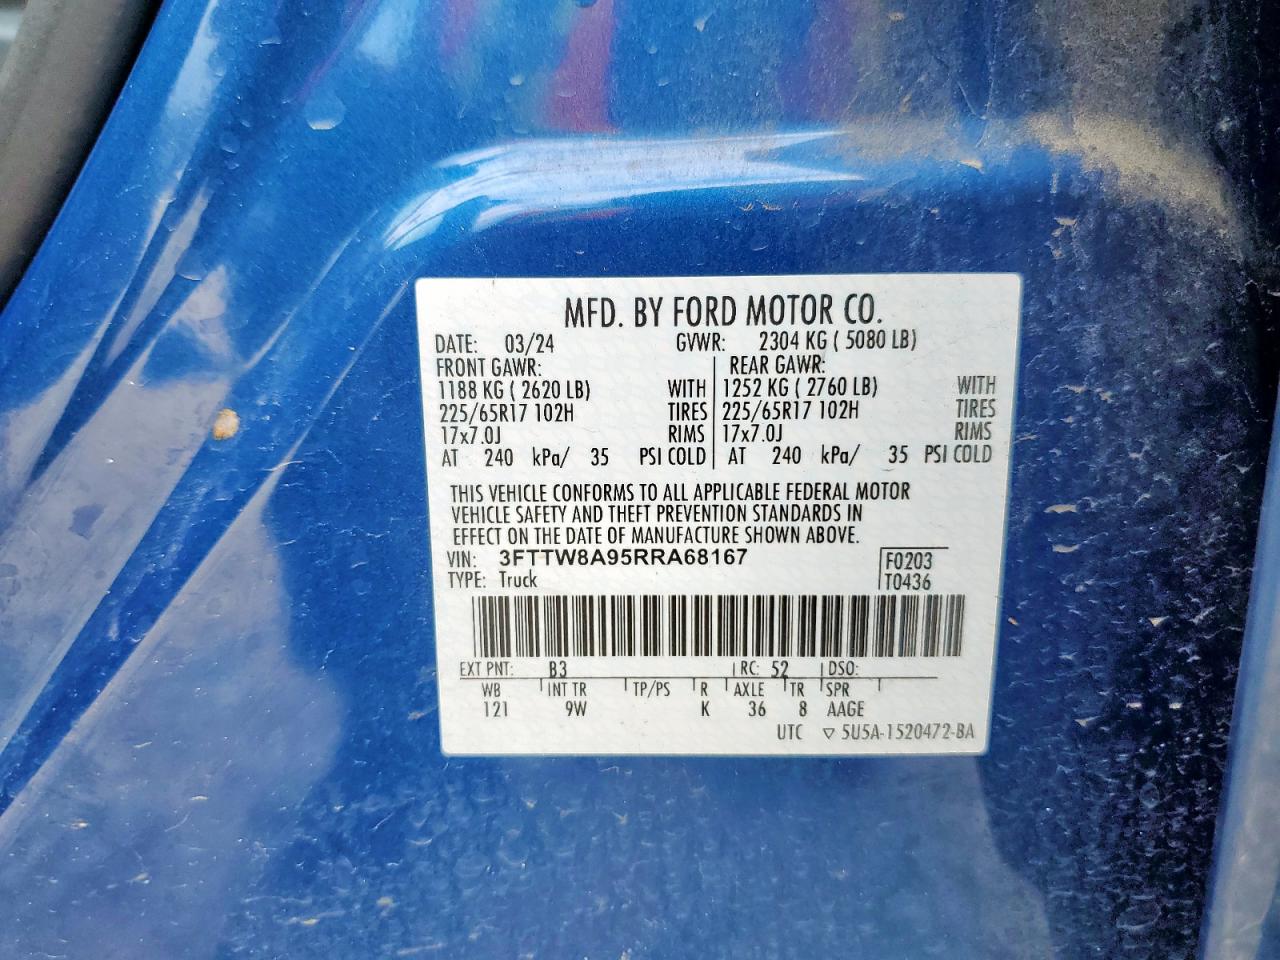 MFD. BY FORD MOTOR CO.
DATE: 03/24 GVWR: 2304 KG ( 5080 LB)
FRONT GAWR: REAR GAWR:
1188 KG ( 2620 LB) WITH 1252 KG ( 2760 LB) WITH
225/65R17 102H TIRES 225/65R17 102H TIRES
17x7.0J RIMS 17x7.0J RIMS
AT 240 kPa/ 35 PSI COLD AT 240 kPa/ 35 PSI COLD
THIS VEHICLE CONFORMS TO ALL APPLICABLE FEDERAL MOTOR
VEHICLE SAFETY AND THEFT PREVENTION STANDARDS IN
EFFECT ON THE DATE OF MANUFACTURE SHOWN ABOVE.
VIN: 3FTTW8A95RRA68167 F0203
TYPE: Truck T0436
EXT PNT: B3 RC: 52 DSO:
WB INT TR TP/PS R AXLE TR SPR
121 9W K 36 8 AAGE
UTC ▽ 5U5A-1520472-BA